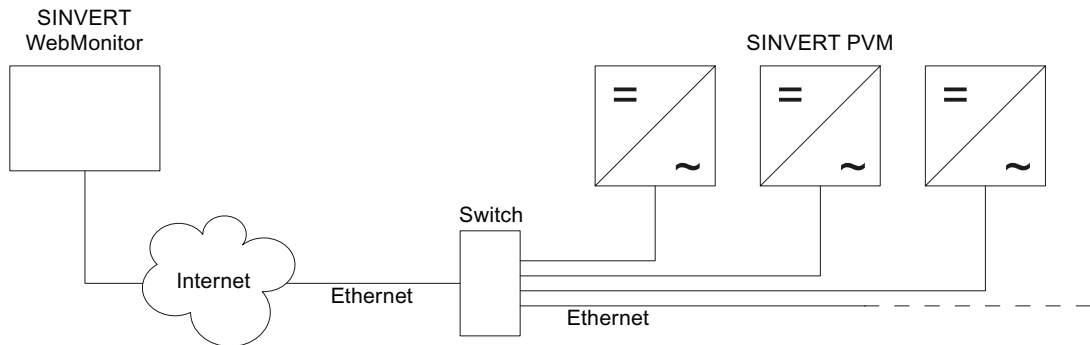 SINVERT
WebMonitor
SINVERT PVM
=
~
=
~
=
~
Switch
Internet
Ethernet
Ethernet